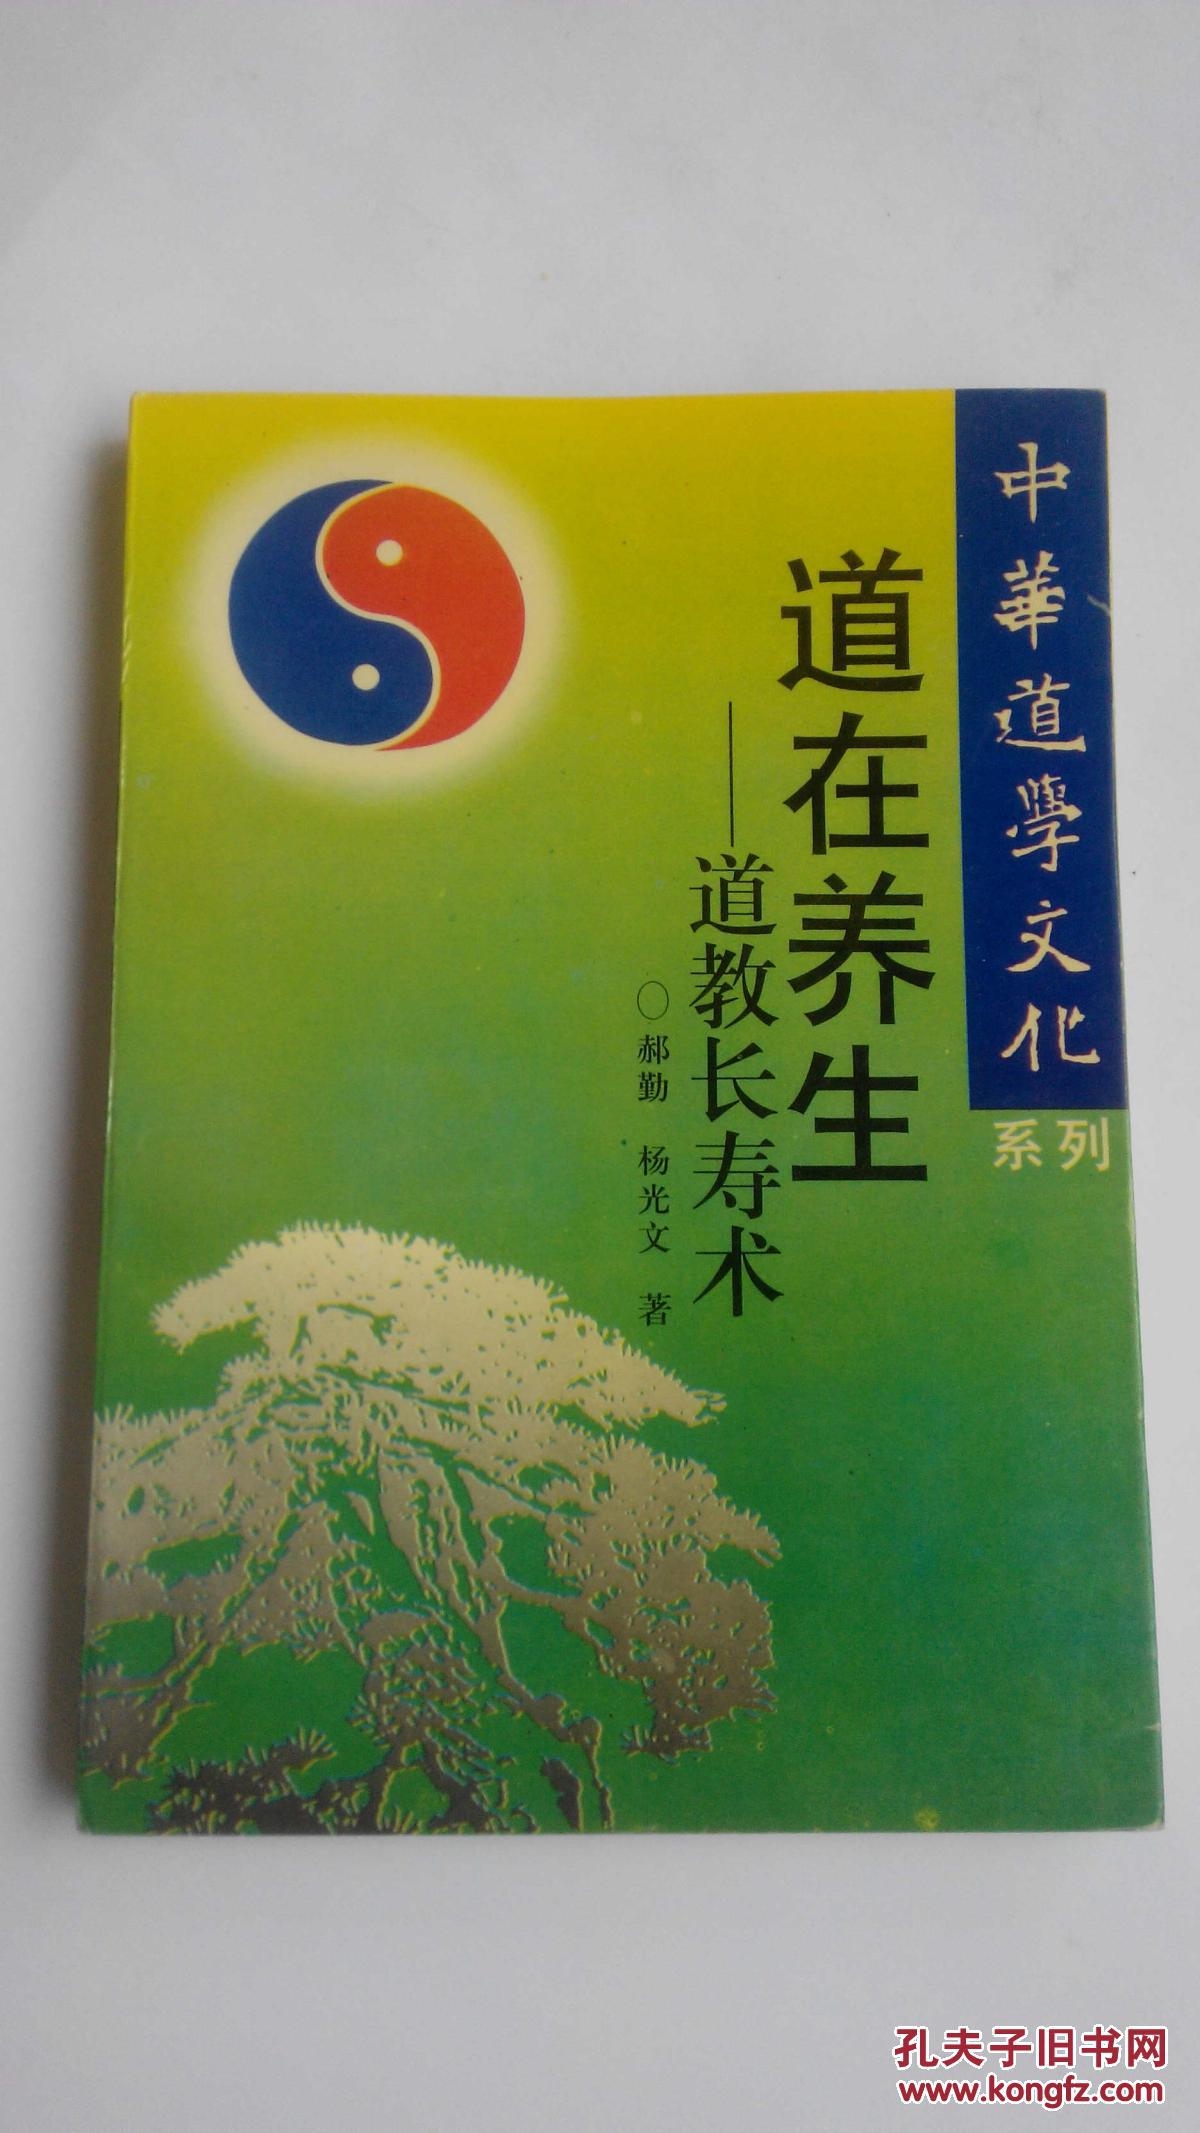 中華道學文化
系列
道在养生
——道教长寿术
○郝勤 杨光文 著
孔夫子旧书网
www.kongfz.com